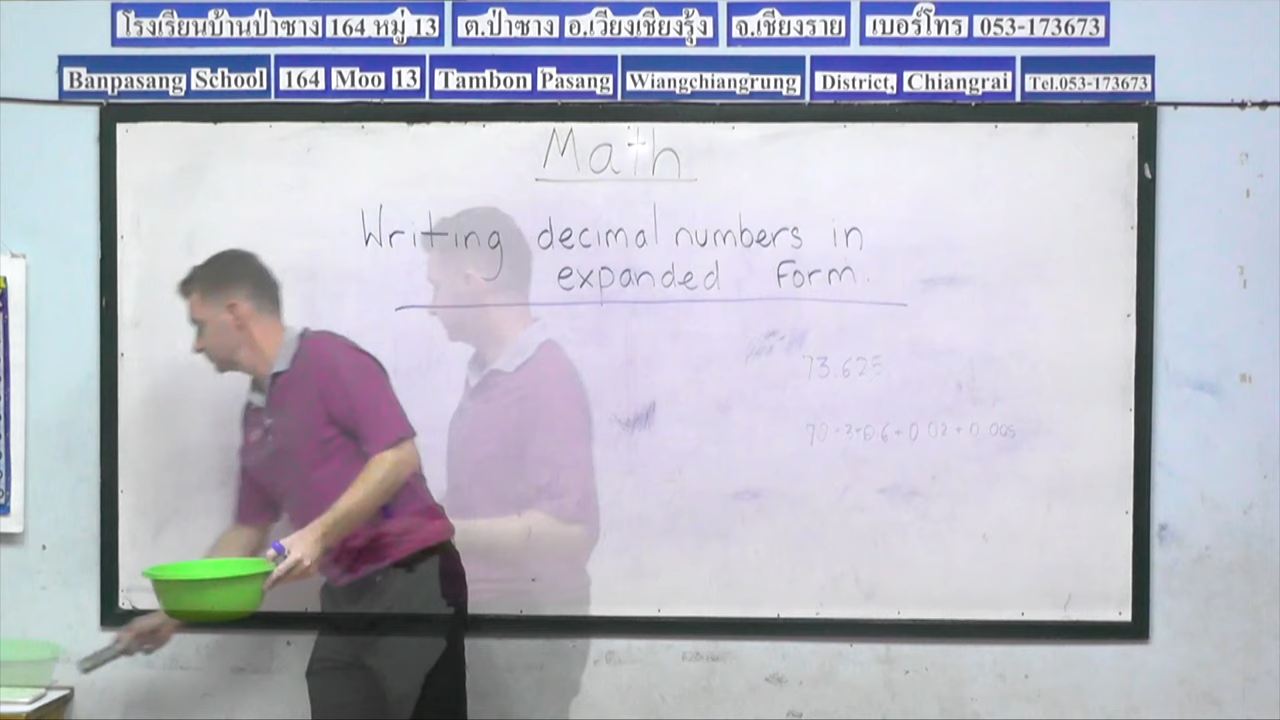 โรงเรียนบ้านป่าซาง 164 หมู่ 13 ต.ป่าซาง อ.เวียงเชียงรุ้ง จ.เชียงราย เบอร์โทร 053-173673
Banpasang School 164 Moo 13 Tambon Pasang Wiangchiangrung District, Chiangrai Tel.053-173673
Math
Writing decimal numbers in
expanded form.
73.625
70+3+0.6+0.02+0.005